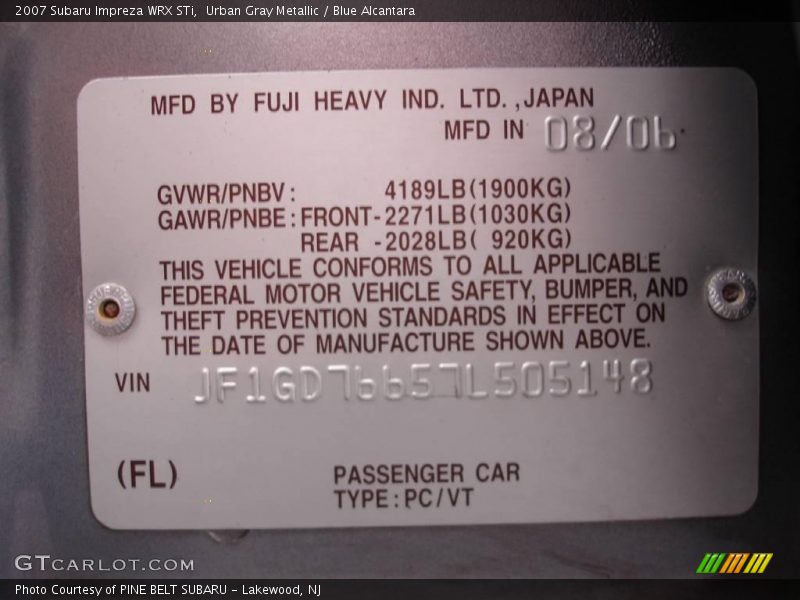 2007 Subaru Impreza WRX STi, Urban Gray Metallic / Blue Alcantara
MFD BY FUJI HEAVY IND. LTD. ,JAPAN
MFD IN 08/06
GVWR/PNBV: 4189LB(1900KG)
GAWR/PNBE:FRONT-2271LB(1030KG)
REAR -2028LB( 920KG)
THIS VEHICLE CONFORMS TO ALL APPLICABLE
FEDERAL MOTOR VEHICLE SAFETY, BUMPER, AND
THEFT PREVENTION STANDARDS IN EFFECT ON
THE DATE OF MANUFACTURE SHOWN ABOVE.
VIN JF1GD76657L505148
(FL) PASSENGER CAR
TYPE:PC/VT
GTCARLOT.COM
Photo Courtesy of PINE BELT SUBARU - Lakewood, NJ